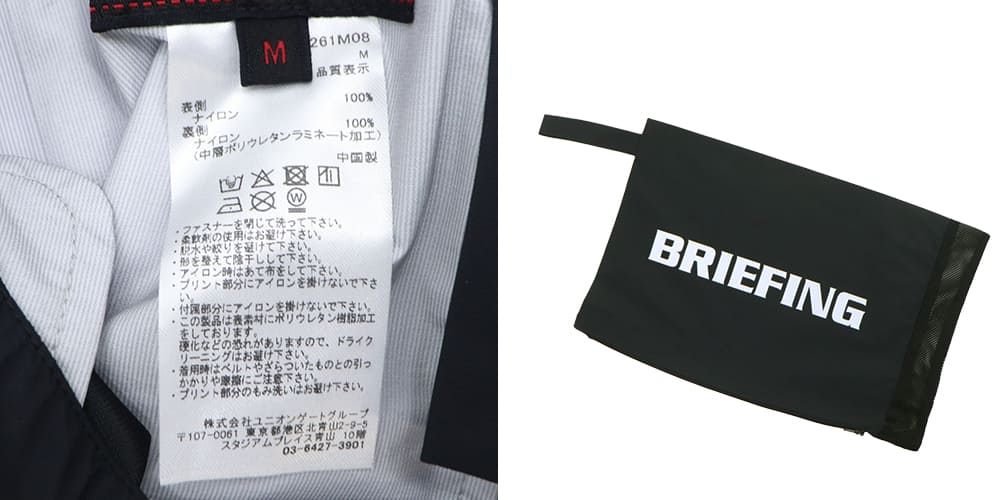 M
261M08
M
品質表示
表側
ナイロン 100%
裏側
ナイロン 100%
(中層ポリウレタンラミネート加工)
中国製
W
・ファスナーを閉じて洗って下さい。
・柔軟剤の使用はお避け下さい。
・脱水や絞りを避けて下さい。
・形を整えて陰干しして下さい。
・アイロン時はあて布をして下さい。
・プリント部分にアイロンを掛けないで下さ
い。
・付属部分にアイロンを掛けないで下さい。
・この製品は表素材にポリウレタン樹脂加工
をしております。
硬化などの恐れがありますので、ドライク
リーニングはお避け下さい。
・着用時はベルトやざらついたものとの引っ
かかりや摩擦にご注意下さい。
・プリント部分のもみ洗いはお避け下さい。
株式会社ユニオンゲートグループ
〒107-0061 東京都港区北青山2-9-5
スタジアムプレイス青山 10階
03-6427-3901
BRIEFING